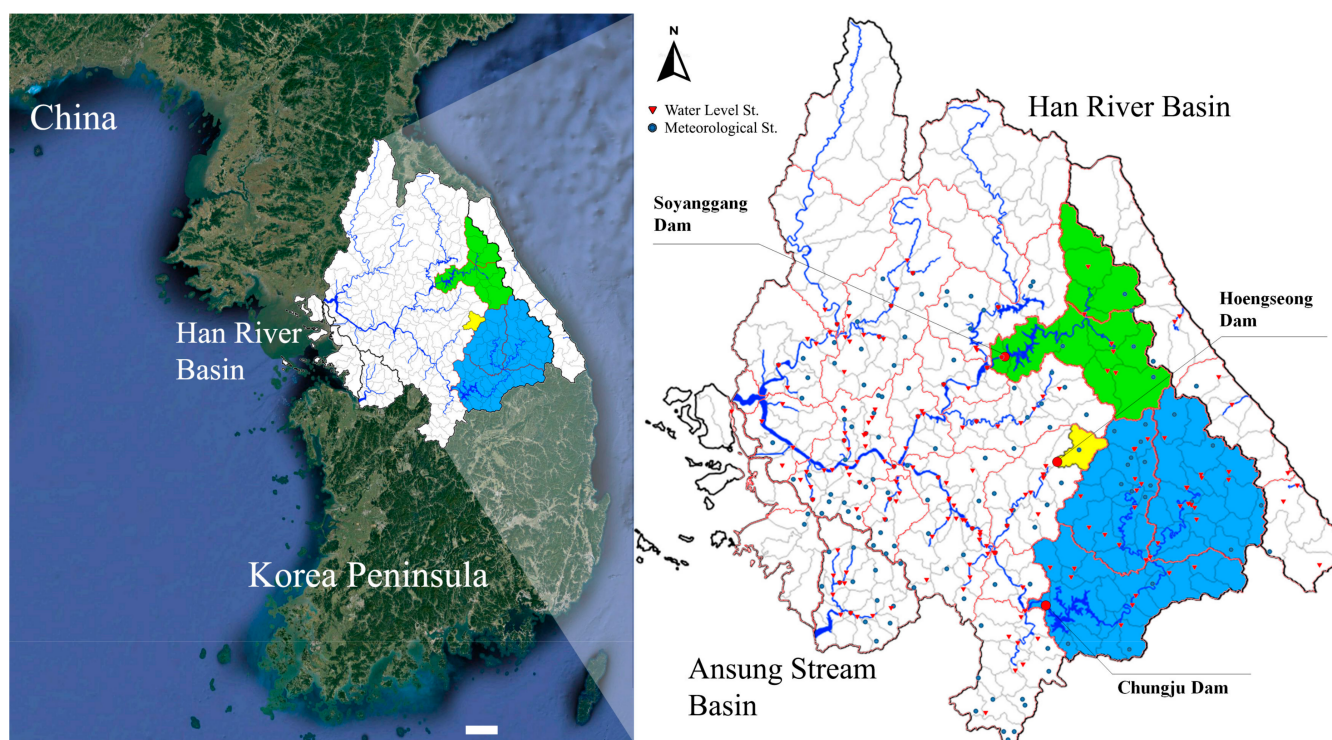 China
Han River
Basin
Korea Peninsula
N
Water Level St.
Meteorological St.
Han River Basin
Soyanggang
Dam
Hoengseong
Dam
Ansung Stream
Basin
Chungju Dam